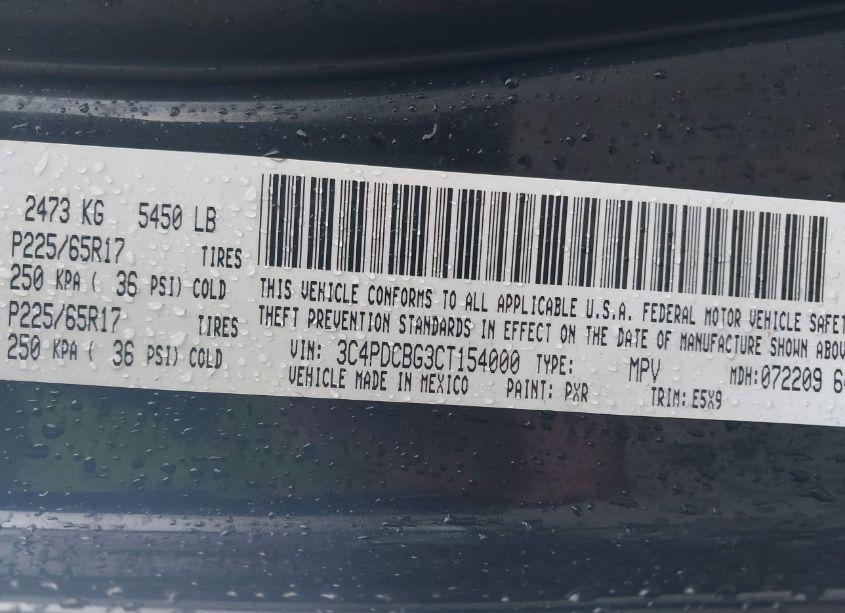 2473 KG 5450 LB
P225/65R17 TIRES
250 KPA ( 36 PSI) COLD
P225/65R17 TIRES
250 KPA ( 36 PSI) COLD
THIS VEHICLE CONFORMS TO ALL APPLICABLE U.S.A. FEDERAL MOTOR VEHICLE SAFET
THEFT PREVENTION STANDARDS IN EFFECT ON THE DATE OF MANUFACTURE SHOWN ABOV
VIN: 3C4PDCBG3CT154000 TYPE: MPV MDH:072209 6
VEHICLE MADE IN MEXICO PAINT: PXR TRIM: E5X9